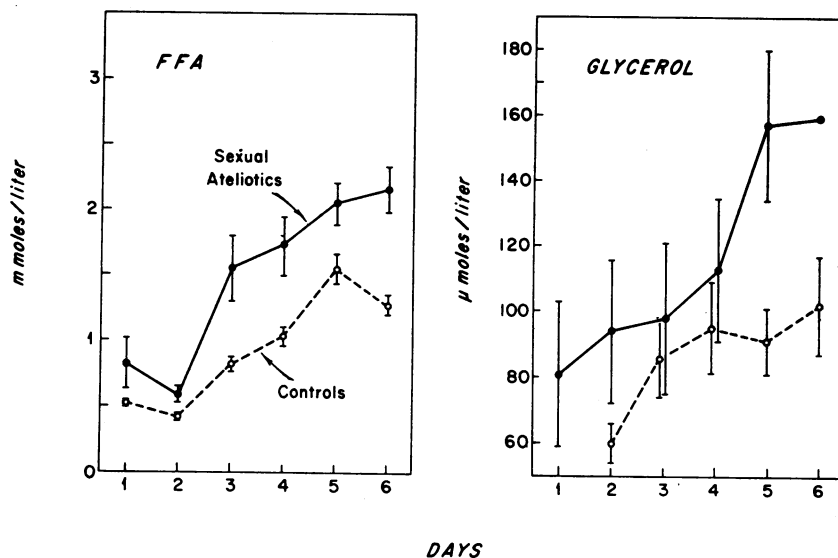 FFA
3
2
1
0
m moles/liter
Sexual
Ateliotics
Controls
1 2 3 4 5 6
GLYCEROL
180
160
140
120
100
80
60
μ moles/liter
1 2 3 4 5 6
DAYS